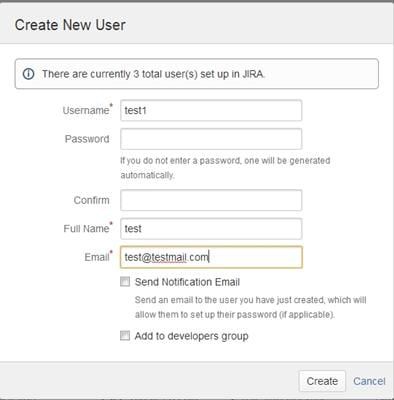 Create New User
There are currently 3 total user(s) set up in JIRA.
Username* test1
Password
If you do not enter a password, one will be generated
automatically.
Confirm
Full Name* test
Email* test@testmail.com
Send Notification Email
Send an email to the user you have just created, which will
allow them to set up their password (if applicable).
Add to developers group
Create Cancel